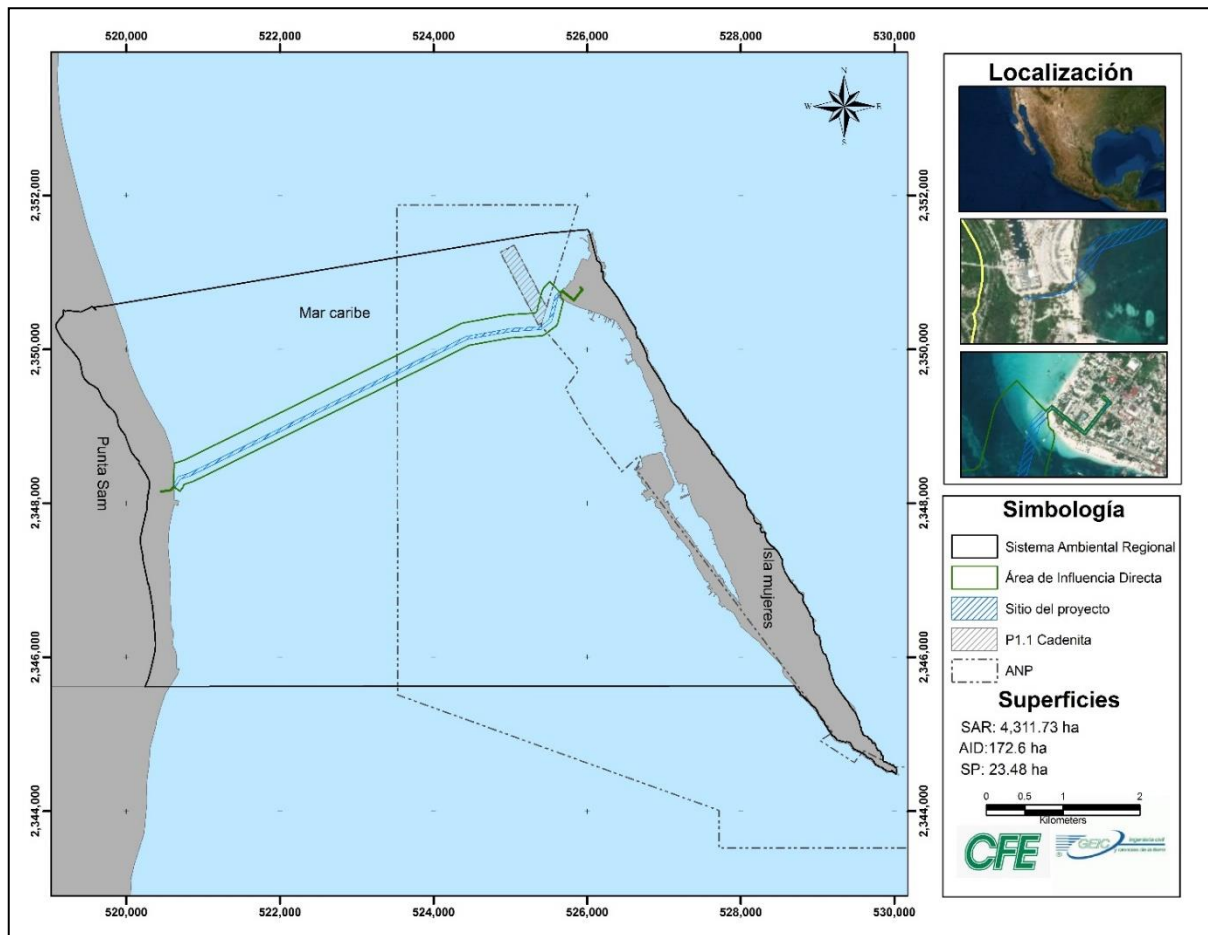 520,000 522,000 524,000 526,000 528,000 530,000
2,352,000
2,350,000
2,348,000
2,346,000
2,344,000
N
W E
S
Mar caribe
Punta Sam
Isla mujeres
2,352,000
2,350,000
2,348,000
2,346,000
2,344,000
520,000 522,000 524,000 526,000 528,000 530,000
Localización
Simbología
Sistema Ambiental Regional
Área de Influencia Directa
Sitio del proyecto
P1.1 Cadenita
ANP
Superficies
SAR: 4,311.73 ha
AID:172.6 ha
SP: 23.48 ha
0 0.5 1 2
Kilometers
CFE
GEIC